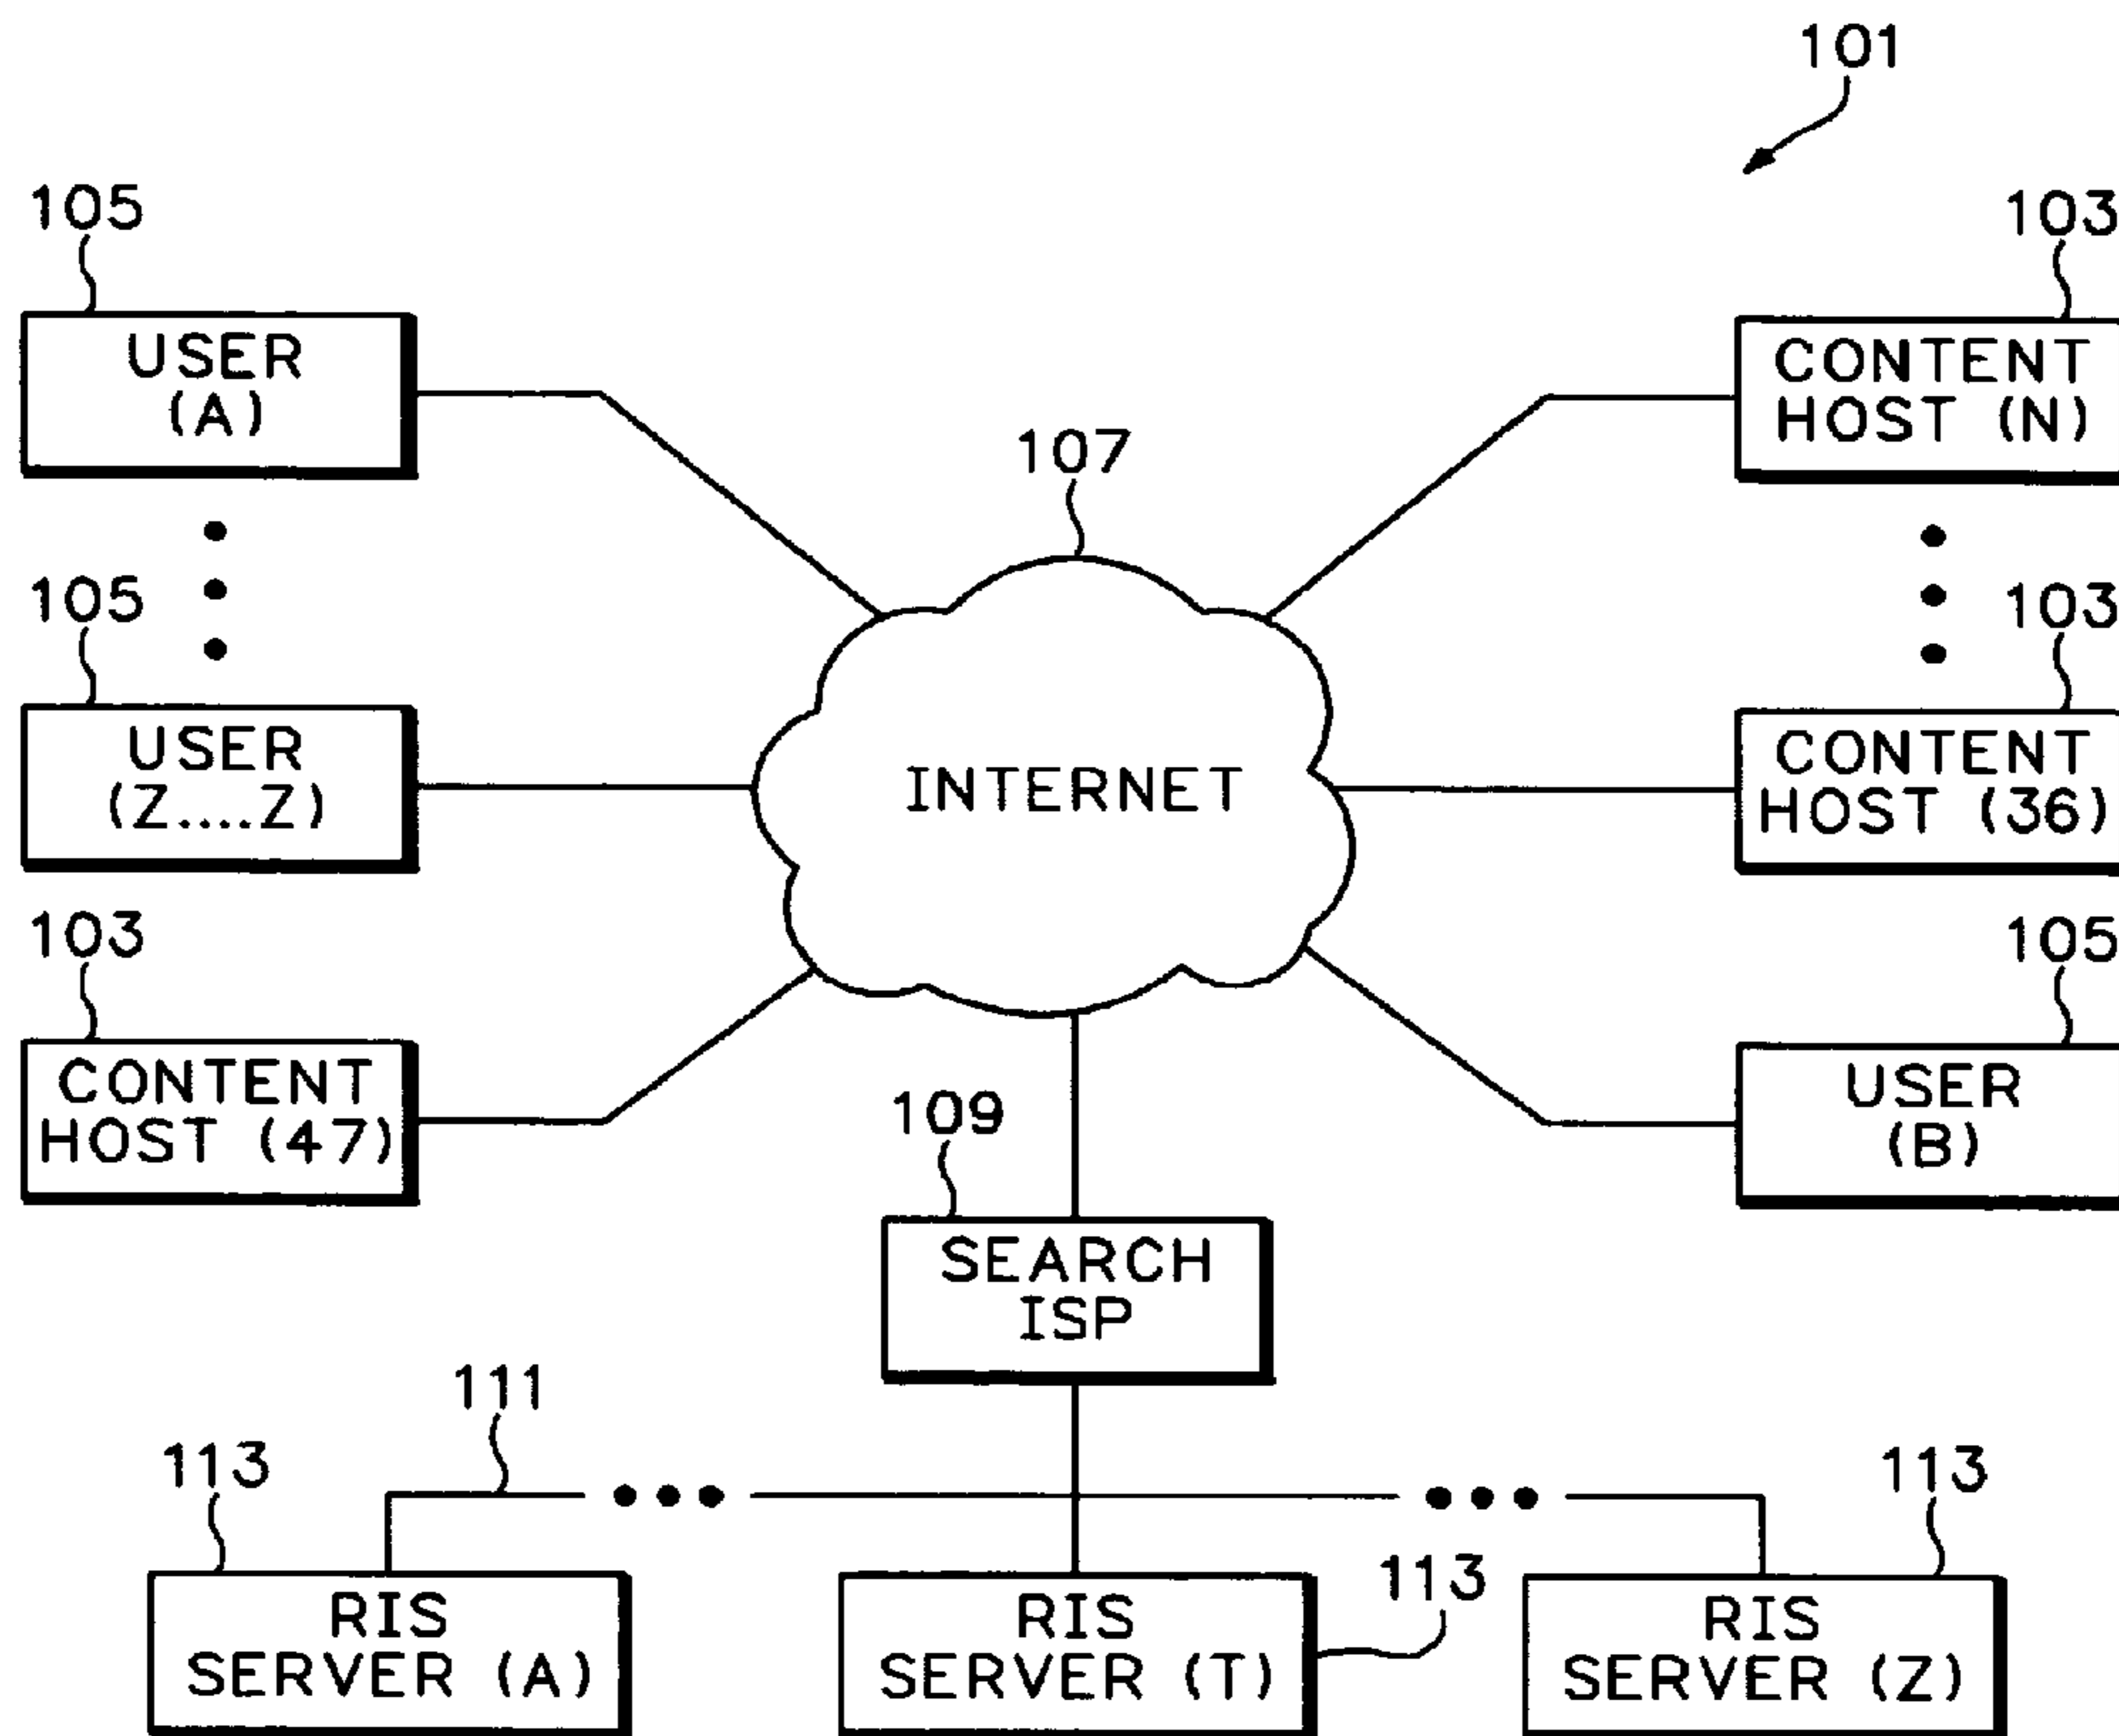 101
105
103
USER
(A)
CONTENT
HOST (N)
107
105
103
USER
(Z....Z)
INTERNET
CONTENT
HOST (36)
103
105
CONTENT
HOST (47)
109
USER
(B)
SEARCH
ISP
111
113
113
113
RIS
SERVER (A)
RIS
SERVER (T)
RIS
SERVER (Z)